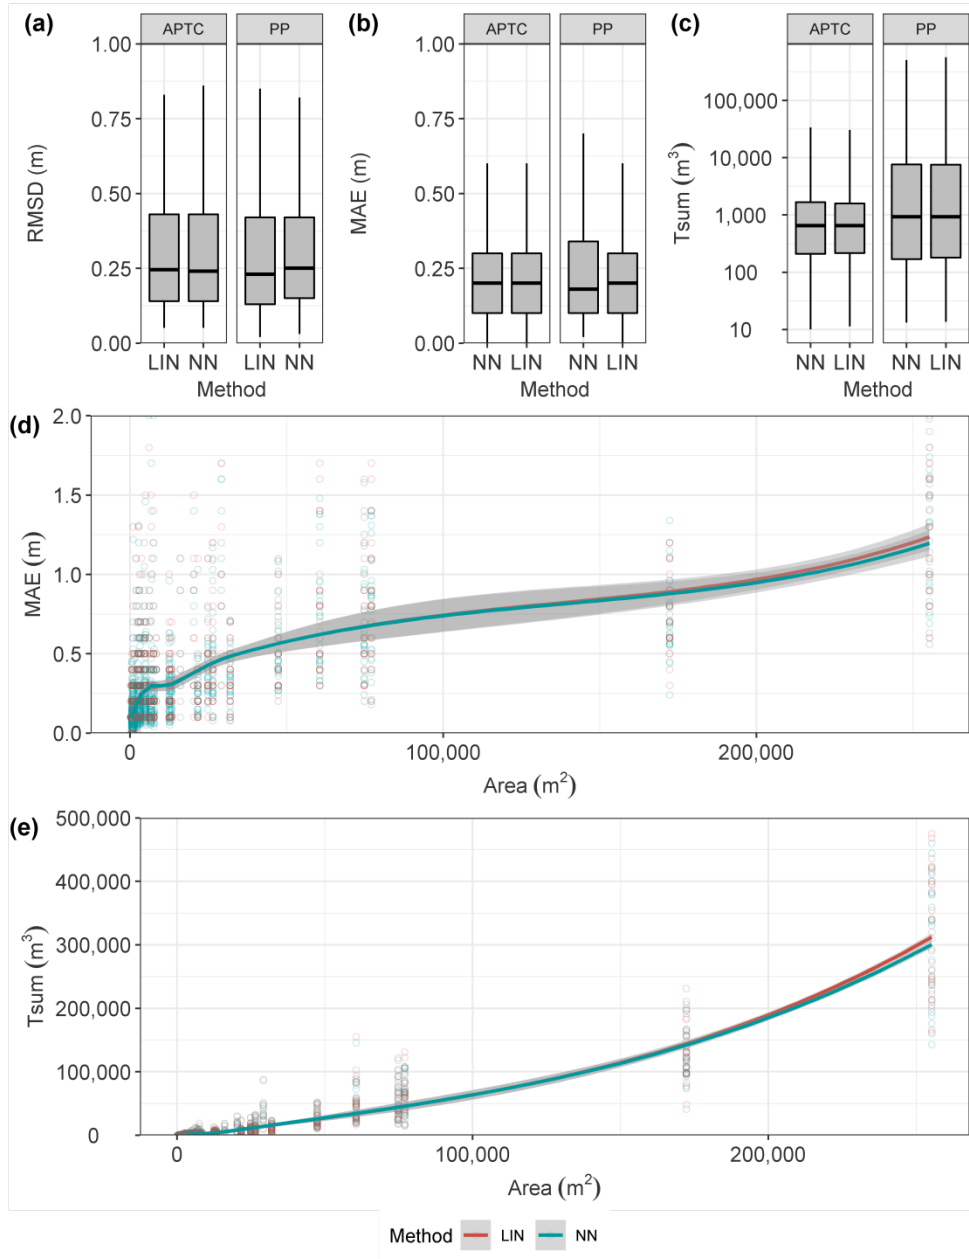 (a)
APTC
PP
1.00
0.75
0.50
0.25
0.00
RMSD (m)
LIN NN LIN NN
Method
(b)
APTC
PP
1.00
0.75
0.50
0.25
0.00
MAE (m)
NN LIN NN LIN
Method
(c)
APTC
PP
100,000
10,000
1,000
100
10
Tsum (m³)
NN LIN NN LIN
Method
(d)
2.0
1.5
1.0
0.5
0.0
MAE (m)
0 100,000 200,000
Area (m²)
(e)
500,000
400,000
300,000
200,000
100,000
0
Tsum (m³)
0 100,000 200,000
Area (m²)
Method LIN NN